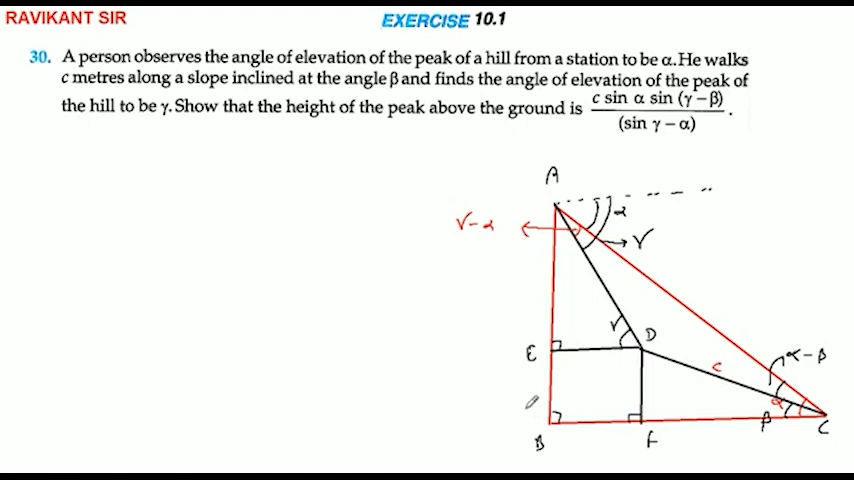 RAVIKANT SIR
EXERCISE 10.1
30. A person observes the angle of elevation of the peak of a hill from a station to be α. He walks
c metres along a slope inclined at the angle β and finds the angle of elevation of the peak of
the hill to be γ. Show that the height of the peak above the ground is c sin α sin (γ – β) / (sin γ – α).
A
α
γ-α
γ
γ
D
E
α-β
c
α
β
B
F
C